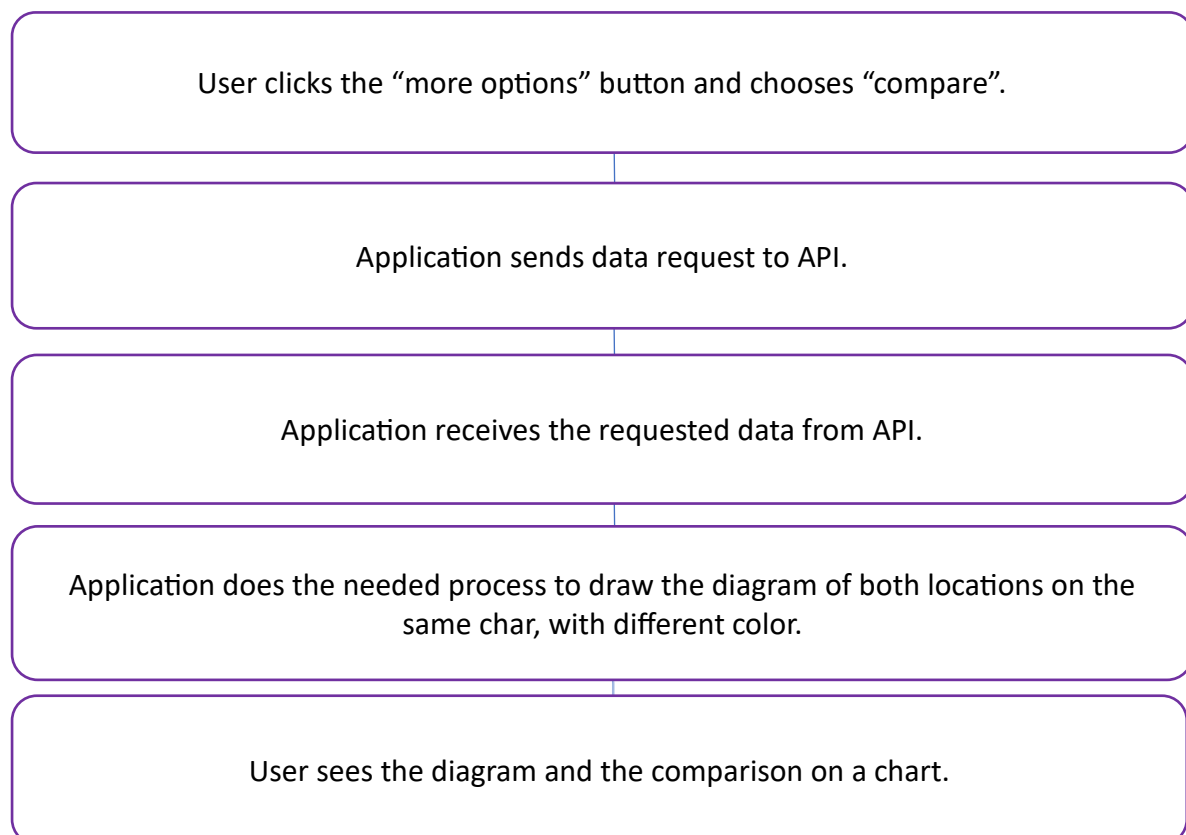 User clicks the “more options” button and chooses “compare”.
Application sends data request to API.
Application receives the requested data from API.
Application does the needed process to draw the diagram of both locations on the
same char, with different color.
User sees the diagram and the comparison on a chart.